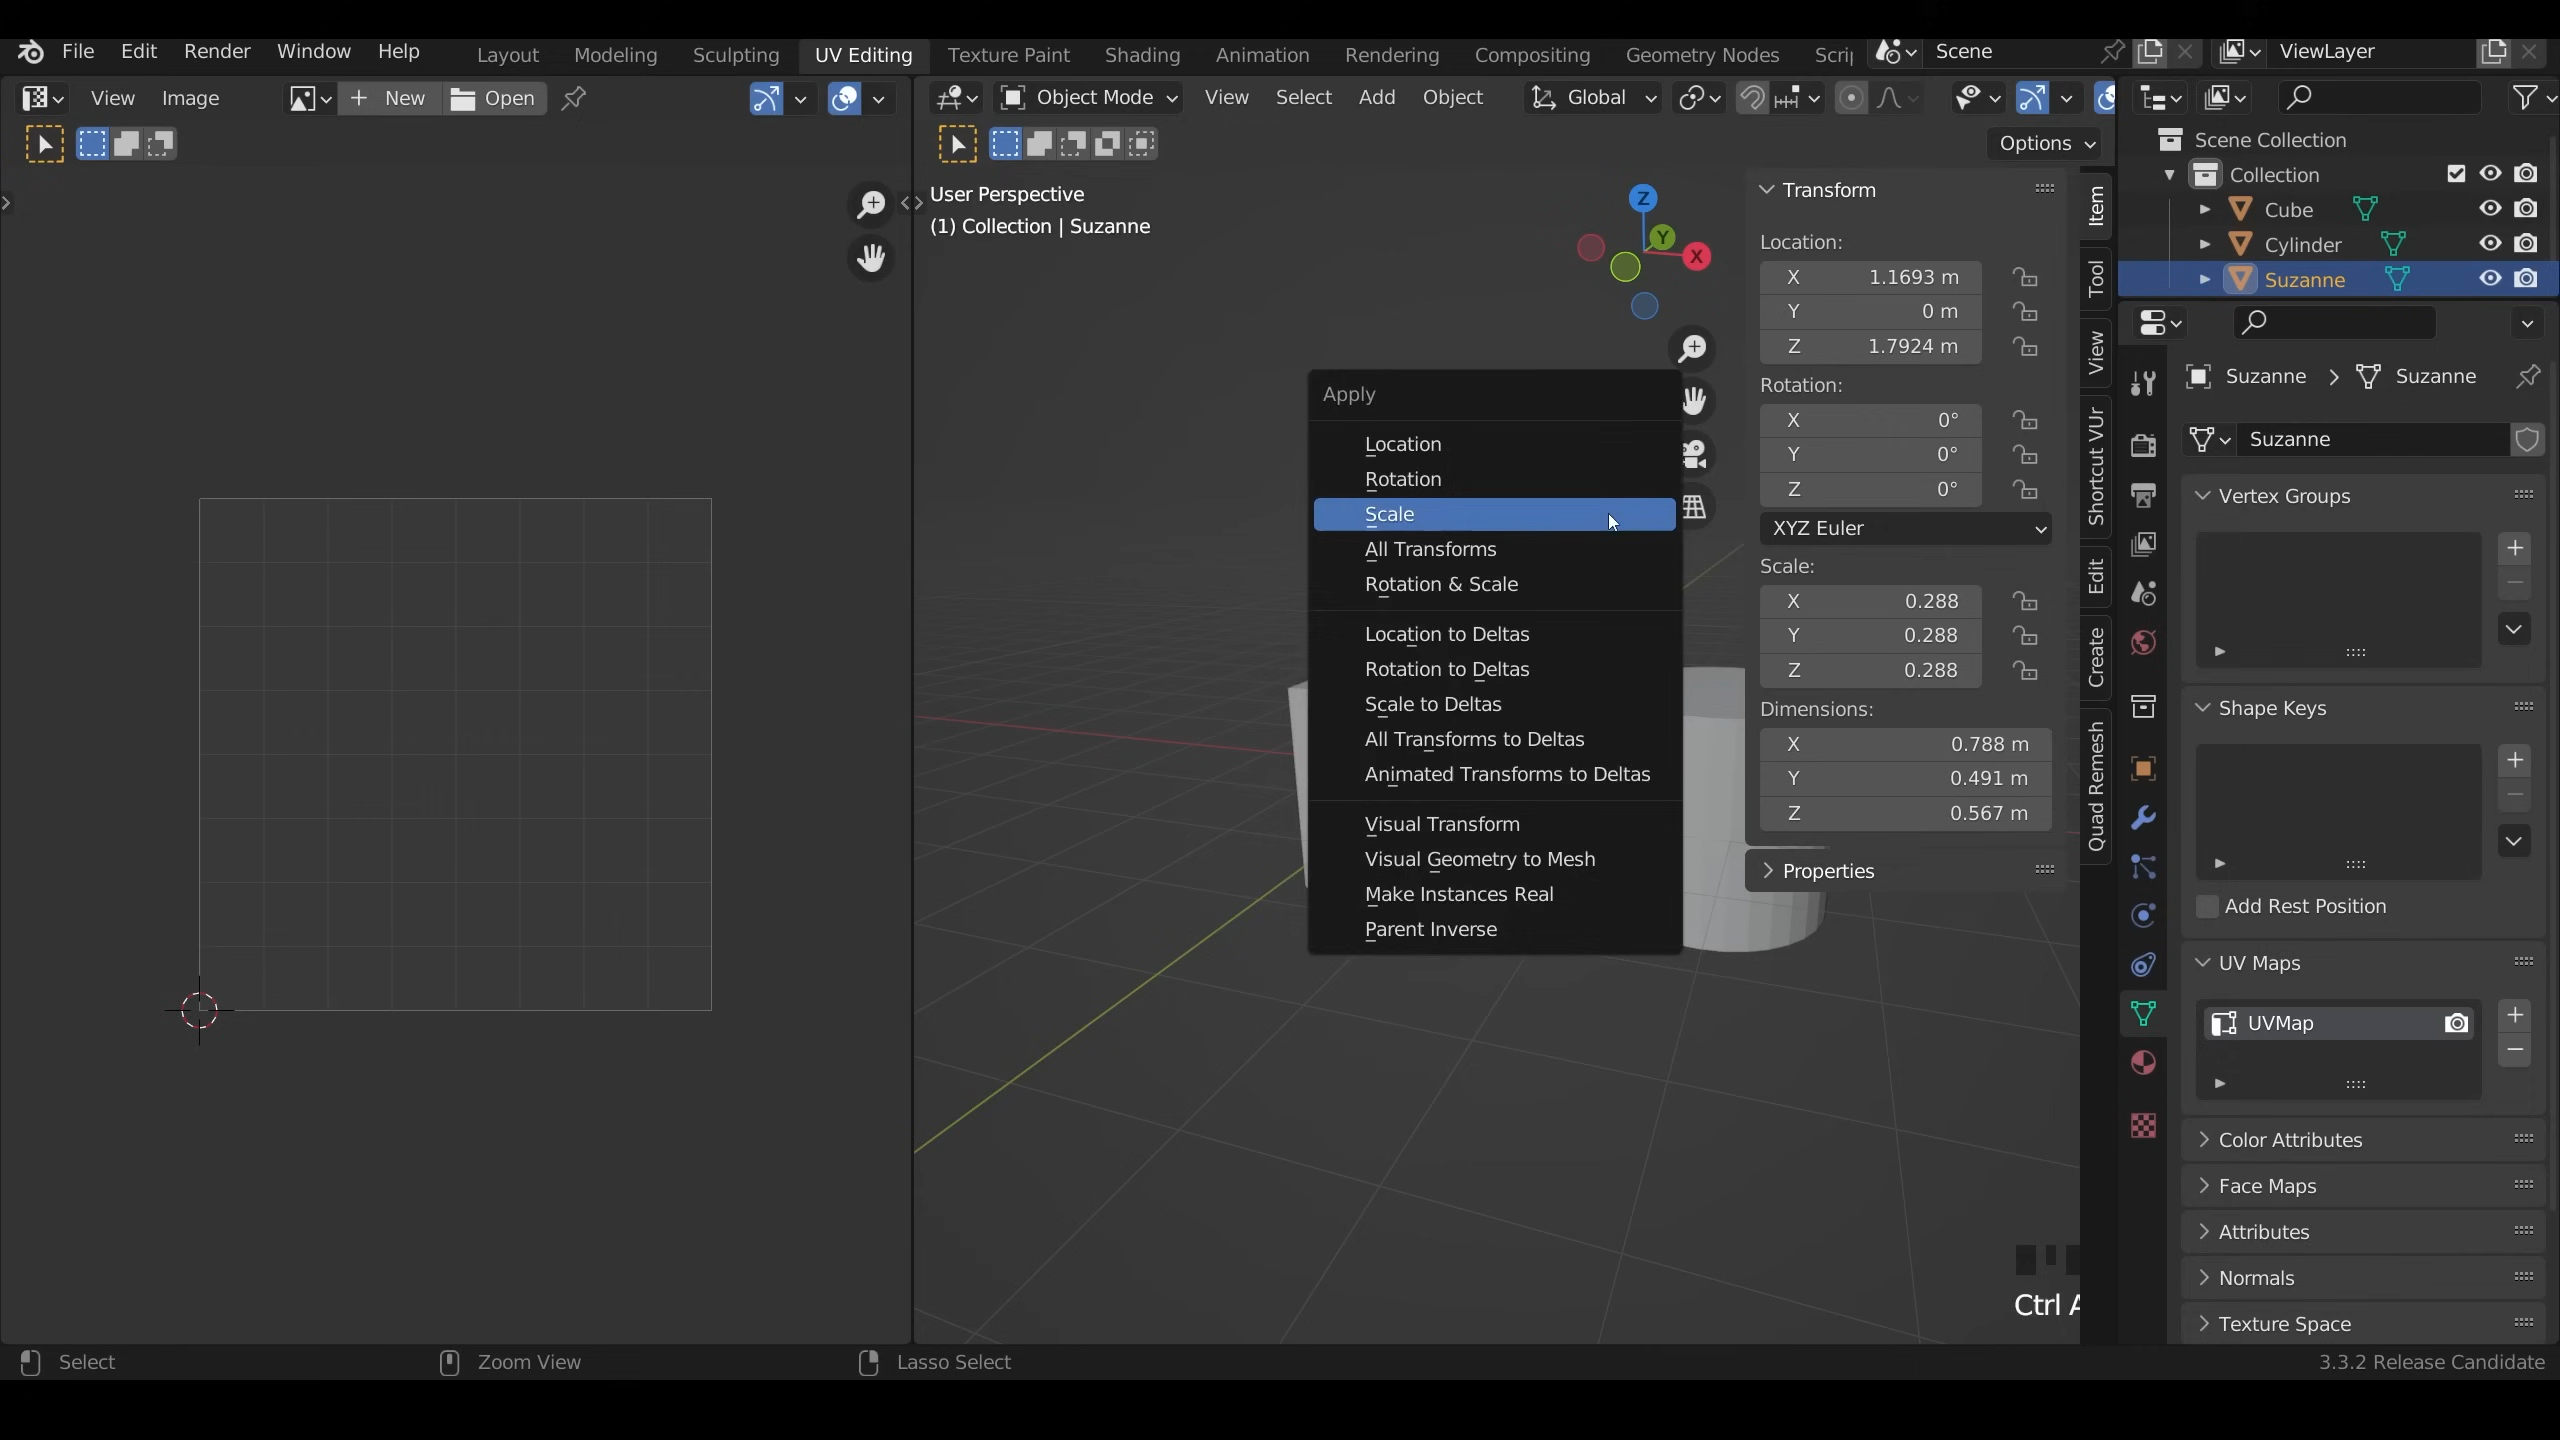 File Edit Render Window Help Layout Modeling Sculpting UV Editing Texture Paint Shading Animation Rendering Compositing Geometry Nodes Scrip Scene ViewLayer
View Image New Open Object Mode View Select Add Object Global
Options
User Perspective
(1) Collection | Suzanne
Apply
Location
Rotation
Scale
All Transforms
Rotation & Scale
Location to Deltas
Rotation to Deltas
Scale to Deltas
All Transforms to Deltas
Animated Transforms to Deltas
Visual Transform
Visual Geometry to Mesh
Make Instances Real
Parent Inverse
Z
Y
X
Transform
Location:
X 1.1693 m
Y 0 m
Z 1.7924 m
Rotation:
X 0°
Y 0°
Z 0°
XYZ Euler
Scale:
X 0.288
Y 0.288
Z 0.288
Dimensions:
X 0.788 m
Y 0.491 m
Z 0.567 m
Properties
Item
Tool
View
Shortcut VUr
Edit
Create
Quad Remesh
Scene Collection
Collection
Cube
Cylinder
Suzanne
Suzanne Suzanne
Suzanne
Vertex Groups
Shape Keys
Add Rest Position
UV Maps
UVMap
Color Attributes
Face Maps
Attributes
Normals
Texture Space
Ctrl A
Select Zoom View Lasso Select 3.3.2 Release Candidate